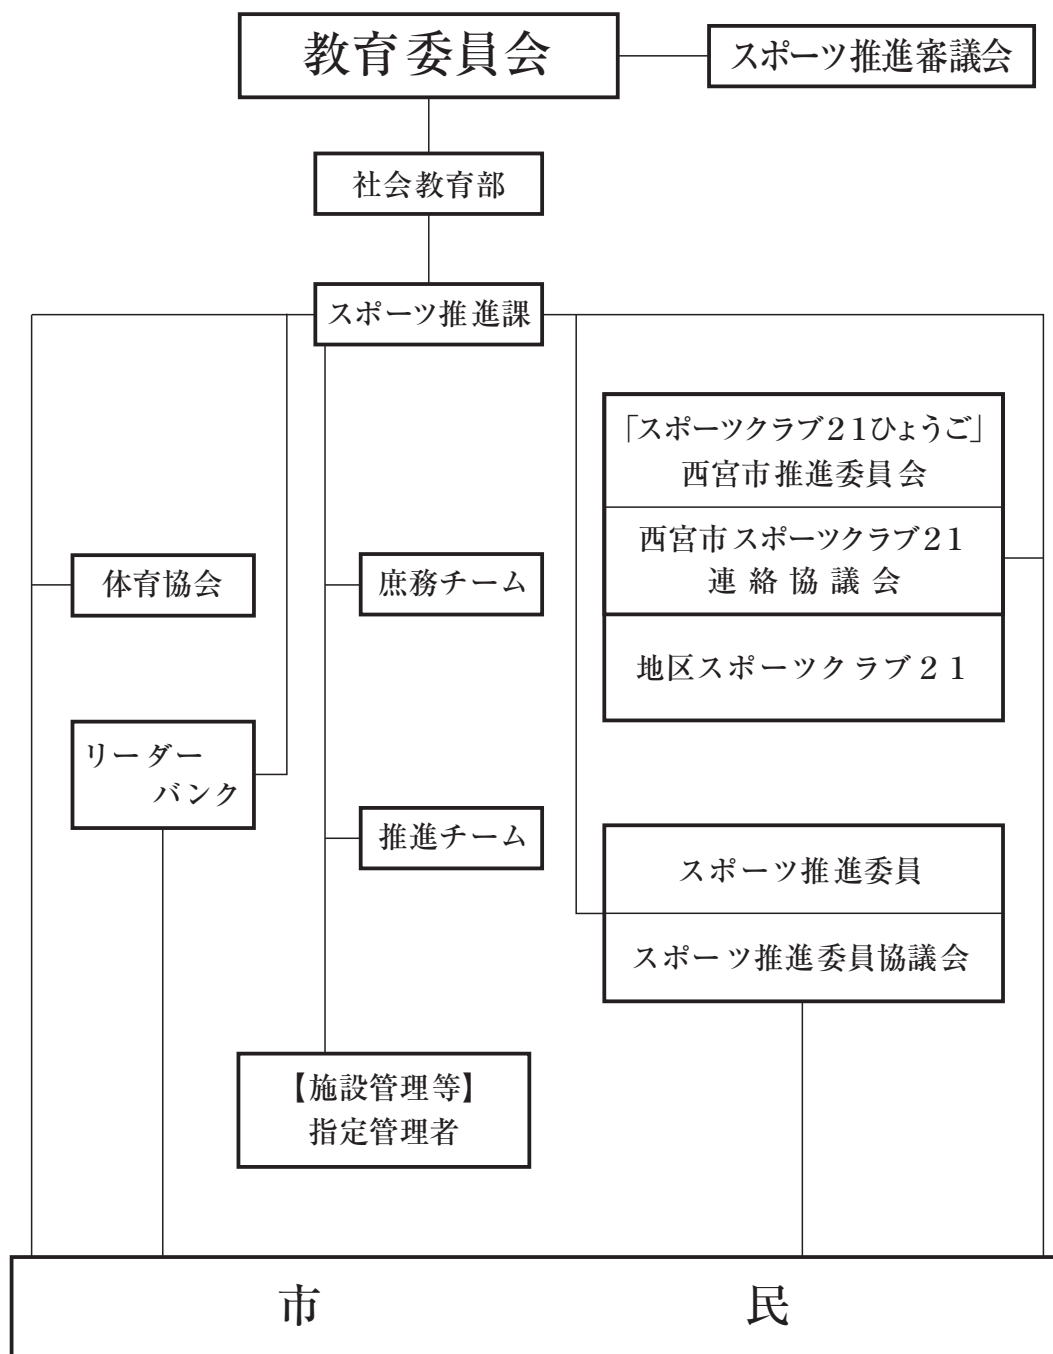 教育委員会
スポーツ推進審議会
社会教育部
スポーツ推進課
「スポーツクラブ21ひょうご」
西宮市推進委員会
西宮市スポーツクラブ21
連絡協議会
地区スポーツクラブ21
体育協会
庶務チーム
リーダー
バンク
推進チーム
スポーツ推進委員
スポーツ推進委員協議会
【施設管理等】
指定管理者
市民